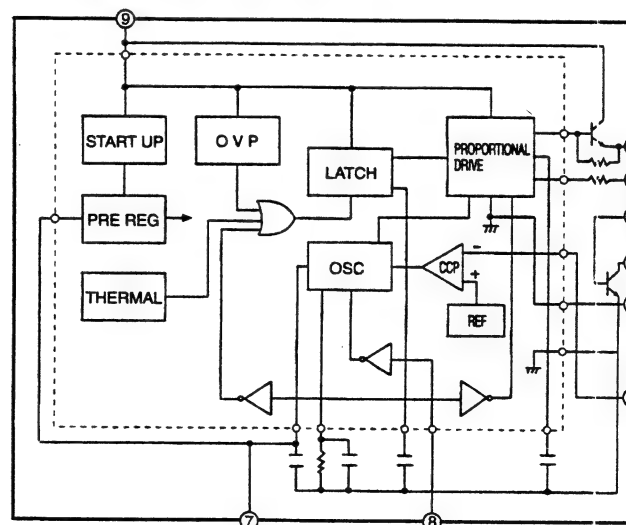 9
START UP
O V P
PROPORTIONAL
DRIVE
LATCH
PRE REG
OSC
CCP
−
+
THERMAL
REF
7
8